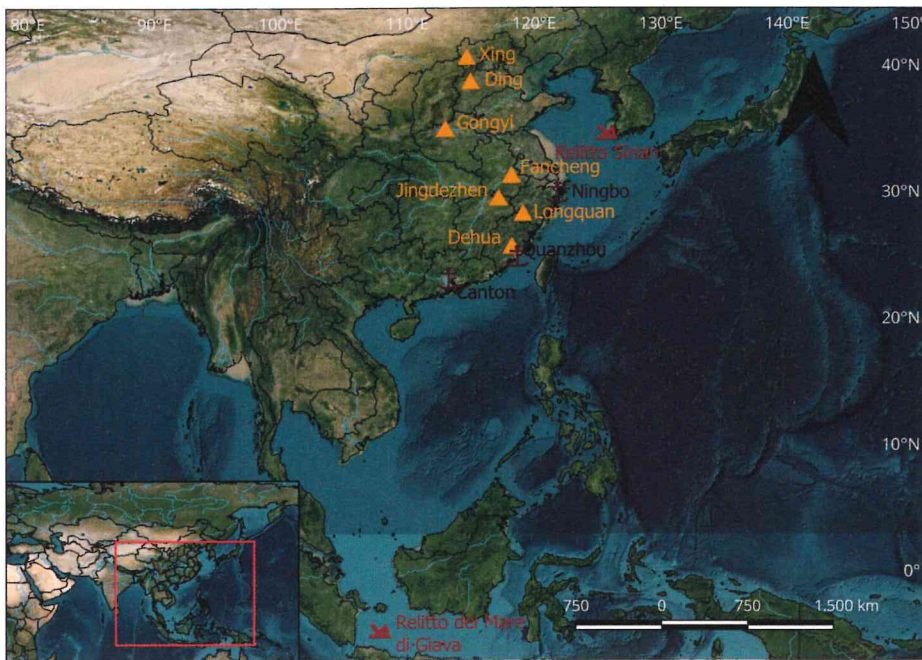 80°E 90°E 100°E 110°E 120°E 130°E 140°E 150°
40°N
Xing
Ding
Gongyi
Relitto Sinan
Fancheng
30°N
Jingdezhen
Ningbo
Longquan
Dehua
Quanzhou
Canton
20°N
10°N
0°
750 0 750 1.500 km
Relitto del Mare
di Giava